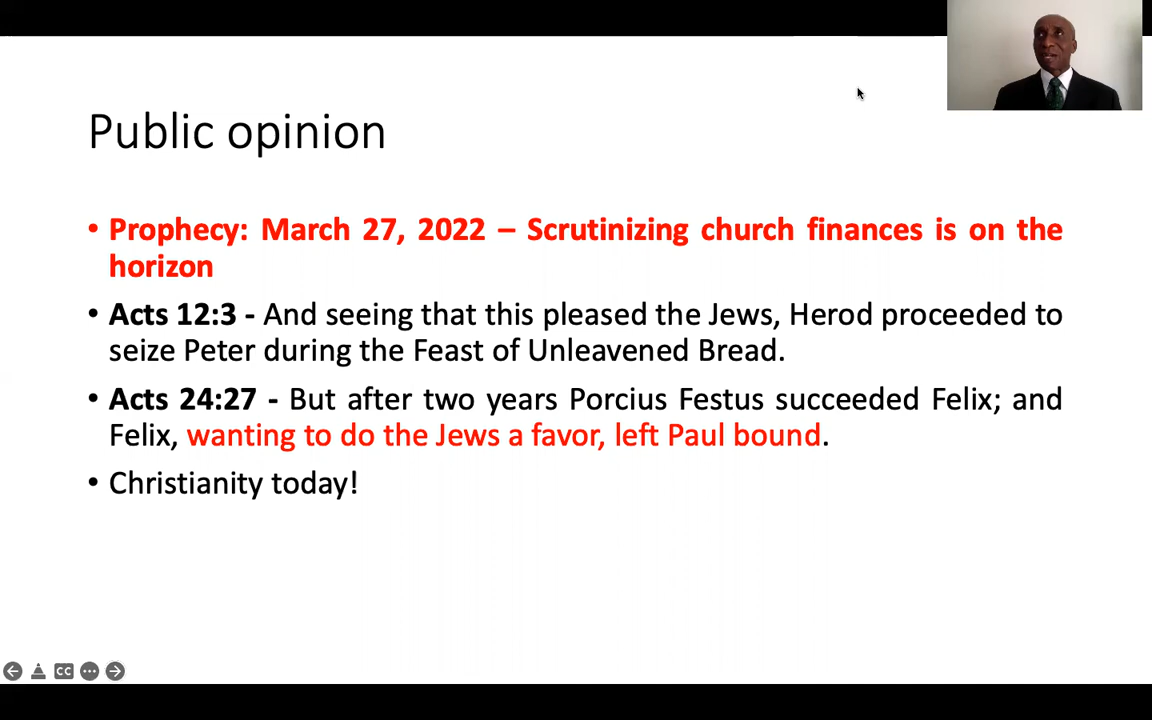 Public opinion
• Prophecy: March 27, 2022 – Scrutinizing church finances is on the
horizon
• Acts 12:3 - And seeing that this pleased the Jews, Herod proceeded to
seize Peter during the Feast of Unleavened Bread.
• Acts 24:27 - But after two years Porcius Festus succeeded Felix; and
Felix, wanting to do the Jews a favor, left Paul bound.
• Christianity today!
CC